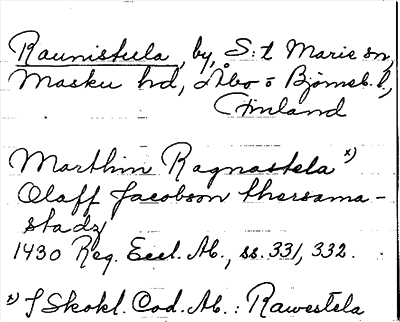 Raunistula, by, S:t Marie sn,
Masku hd, Åbo o Björneb. l.,
Finland
Marthin Ragnastela x)
Olaff Jacobson thersama-
stadz
1430 Reg. Eccl. Ab., ss. 331, 332.
x) I Skokl. Cod. Ab. : Rawestela